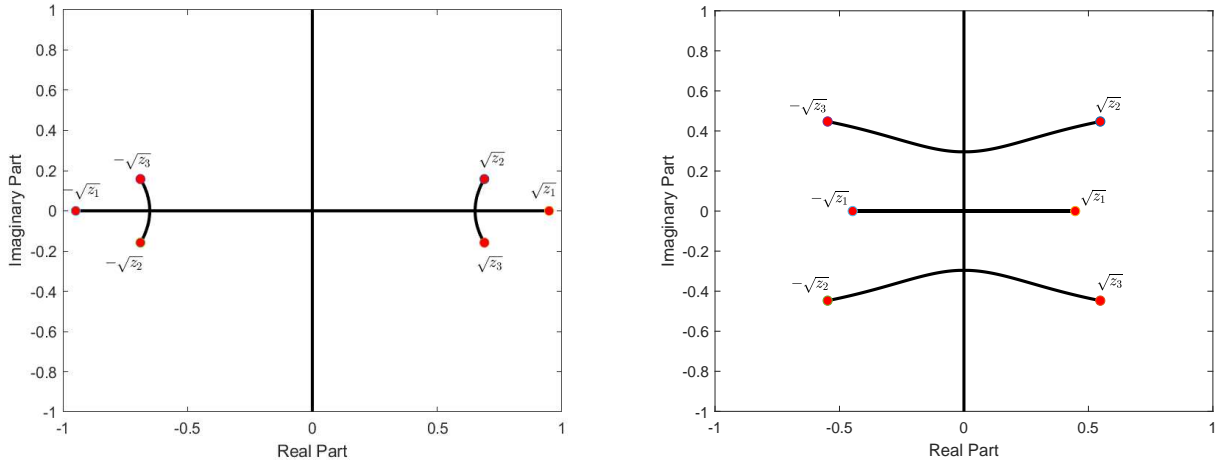 1
0.8
0.6
0.4
0.2
0
-0.2
-0.4
-0.6
-0.8
-1
-1
-0.5
0
0.5
1
Imaginary Part
Real Part
−√z₃
√z₂
−√z₁
√z₁
−√z₂
√z₃
1
0.8
0.6
0.4
0.2
0
-0.2
-0.4
-0.6
-0.8
-1
-1
-0.5
0
0.5
1
Imaginary Part
Real Part
−√z₃
√z₂
−√z₁
√z₁
−√z₂
√z₃